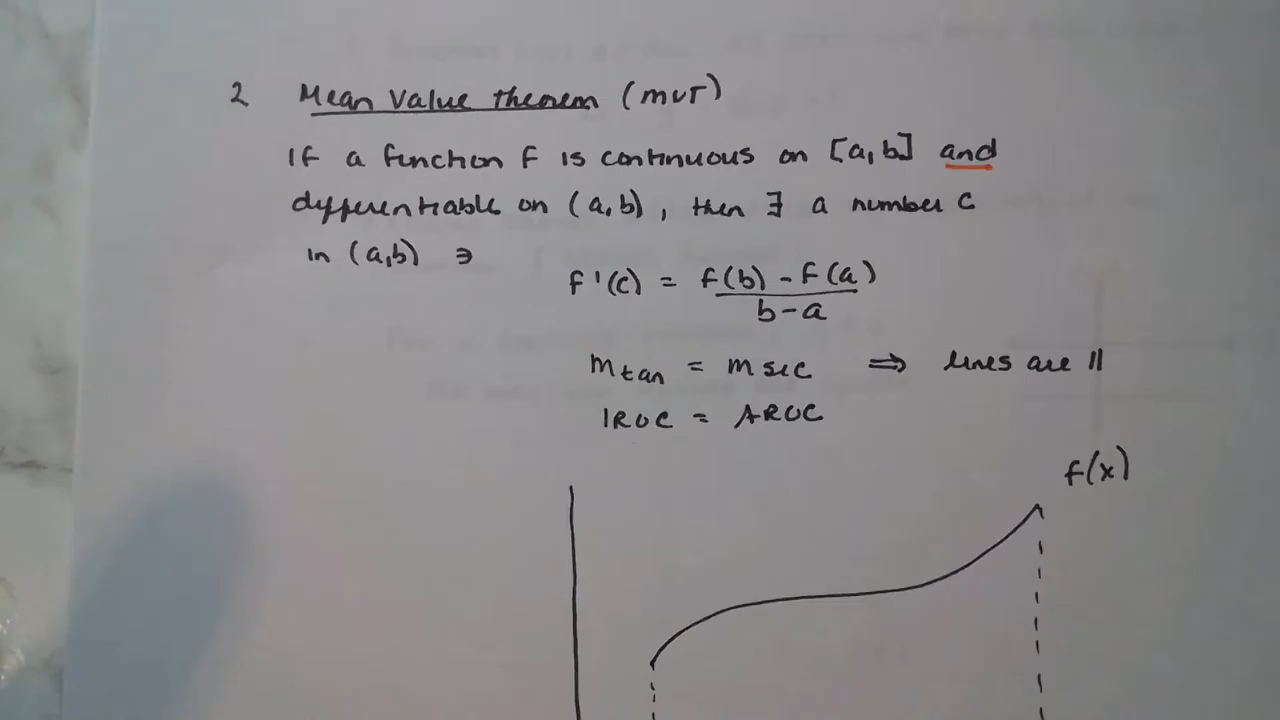 2 Mean Value theorem (MVT)
If a function f is continuous on [a,b] and
differentiable on (a,b), then ∃ a number c
in (a,b) ∋
f'(c) = f(b) - f(a) / b-a
m tan = m sec ⇒ lines are ||
IROC = AROC
f(x)